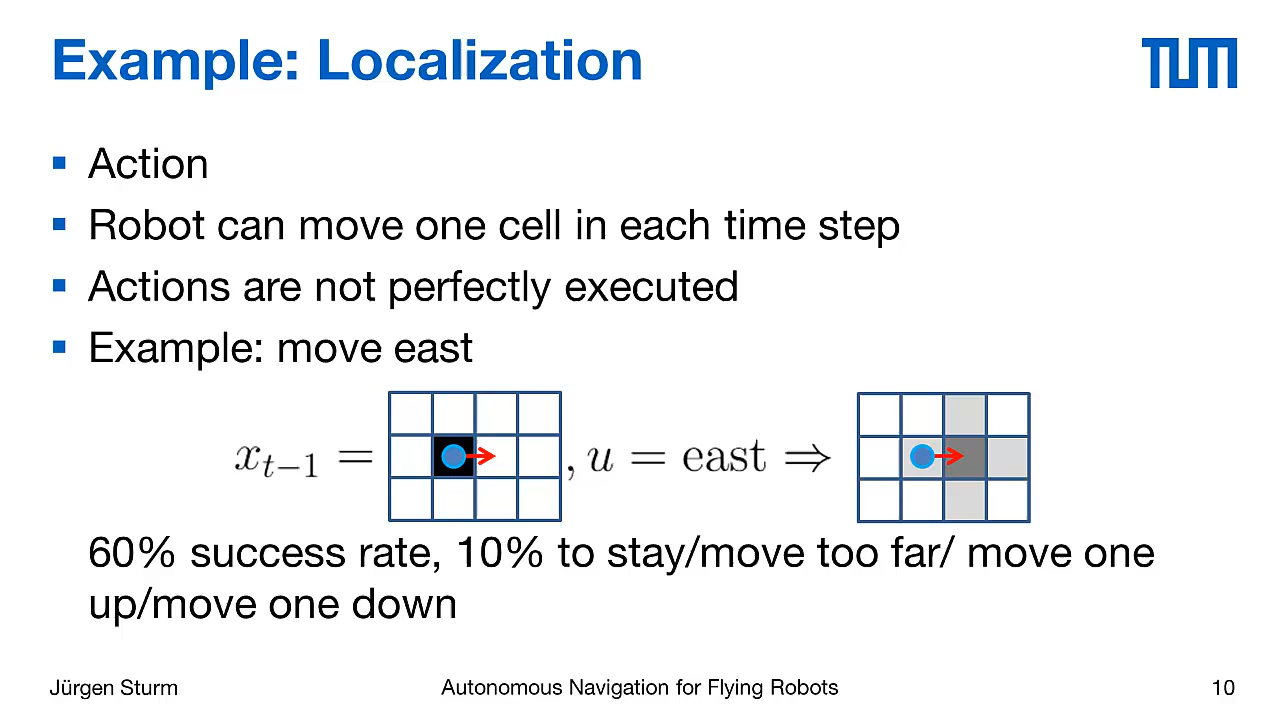 Example: Localization
TUM
▪ Action
▪ Robot can move one cell in each time step
▪ Actions are not perfectly executed
▪ Example: move east
x_{t−1} = , u = east ⇒
60% success rate, 10% to stay/move too far/ move one
up/move one down
Jürgen Sturm Autonomous Navigation for Flying Robots 10